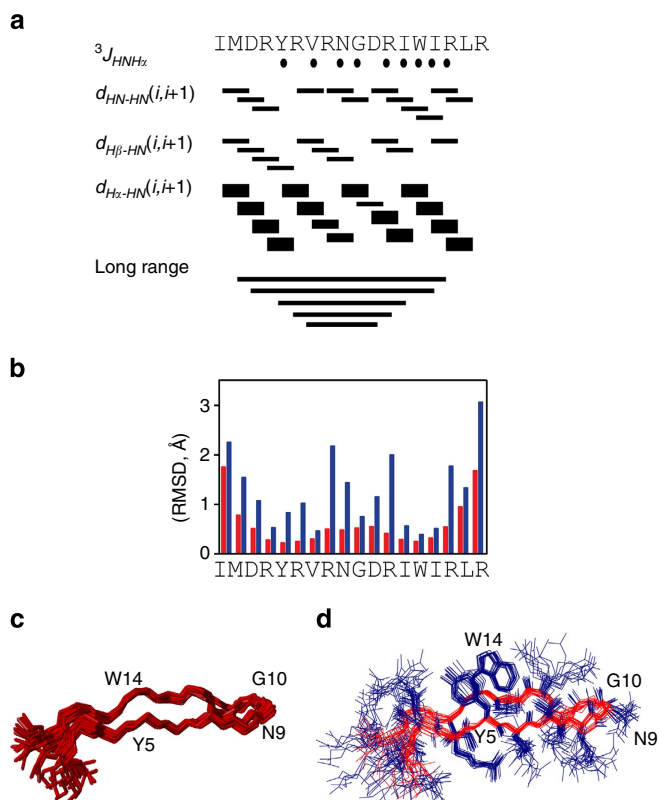 a
IMDRYRVRNGDRIWIRLR
³J_HNHα
d_HN-HN(i,i+1)
d_Hβ-HN(i,i+1)
d_Hα-HN(i,i+1)
Long range
b
3
2
1
0
(RMSD, Å)
IMDRYRVRNGDRIWIRLR
c
W14
G10
Y5
N9
d
W14
G10
Y5
N9